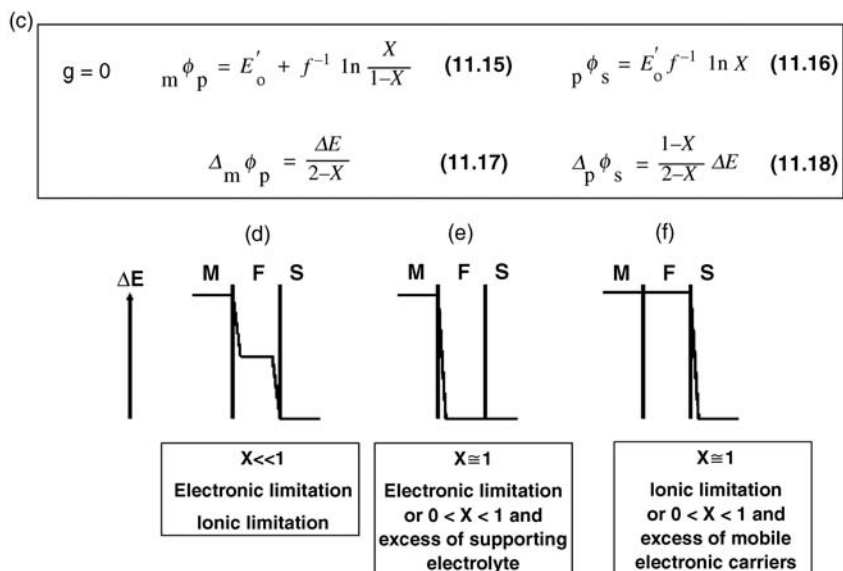 (c)
g = 0 mϕp = E′o + f⁻¹ ln X/1–X (11.15) pϕs = E′o f⁻¹ ln X (11.16)
Δmϕp = ΔE/2–X (11.17) Δpϕs = 1–X/2–X ΔE (11.18)
(d) (e) (f)
M F S M F S M F S
ΔE
X<<1
Electronic limitation
Ionic limitation
X≅1
Electronic limitation
or 0 < X < 1 and
excess of supporting
electrolyte
X≅1
Ionic limitation
or 0 < X < 1 and
excess of mobile
electronic carriers